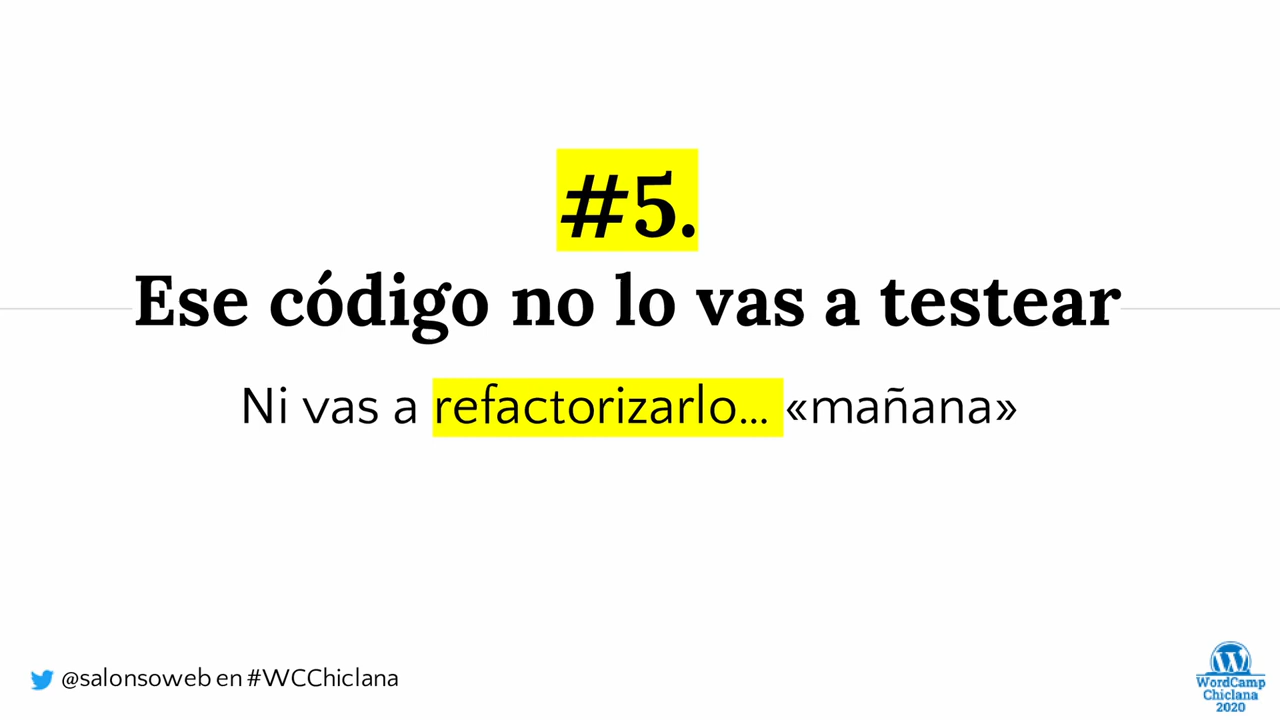 #5.
Ese código no lo vas a testear
Ni vas a refactorizarlo... «mañana»
@salonsoweb en #WCChiclana
WordCamp
Chiclana
2020